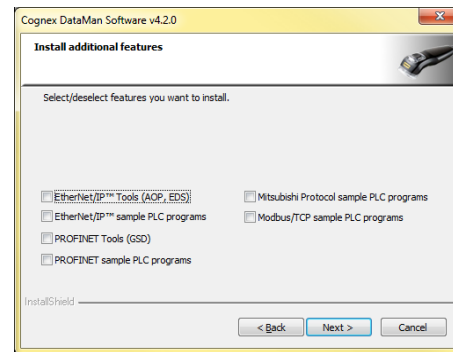 Cognex DataMan Software v4.2.0
Install additional features
Select/deselect features you want to install.
EtherNet/IP™ Tools (AOP, EDS)
EtherNet/IP™ sample PLC programs
PROFINET Tools (GSD)
PROFINET sample PLC programs
Mitsubishi Protocol sample PLC programs
Modbus/TCP sample PLC programs
InstallShield
< Back
Next >
Cancel